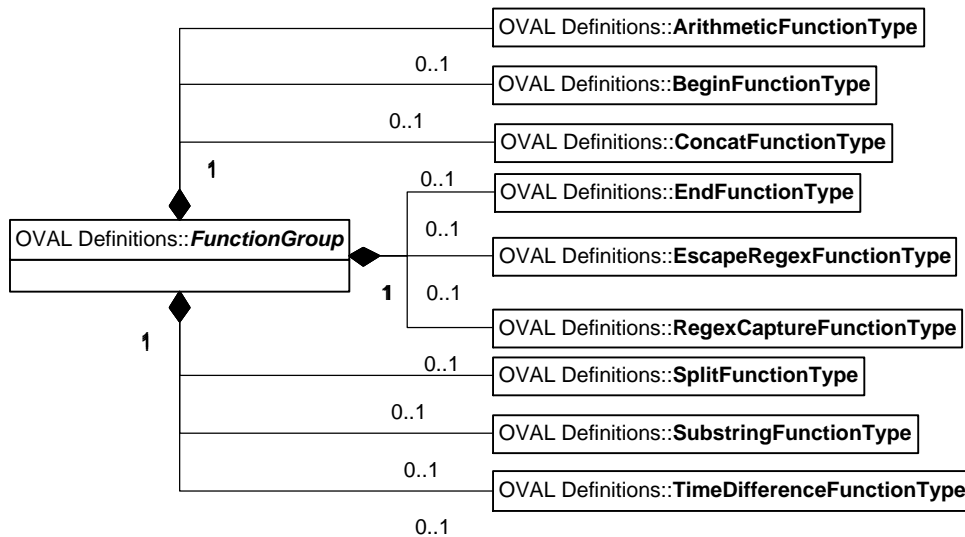 OVAL Definitions::ArithmeticFunctionType
0..1
OVAL Definitions::BeginFunctionType
0..1
OVAL Definitions::ConcatFunctionType
1
0..1
OVAL Definitions::EndFunctionType
OVAL Definitions::FunctionGroup
0..1
OVAL Definitions::EscapeRegexFunctionType
1
0..1
OVAL Definitions::RegexCaptureFunctionType
1
0..1
OVAL Definitions::SplitFunctionType
0..1
OVAL Definitions::SubstringFunctionType
0..1
OVAL Definitions::TimeDifferenceFunctionType
0..1